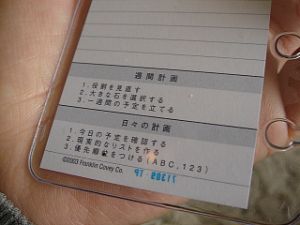 週間計画
1.役割を見直す
2.大きな石を選択する
3.一週間の予定を立てる
日々の計画
1.今日の予定を確認する
2.現実的なリストを作る
3.優先順位をつける(ABC,123)
©2003 Franklin Covey Co.